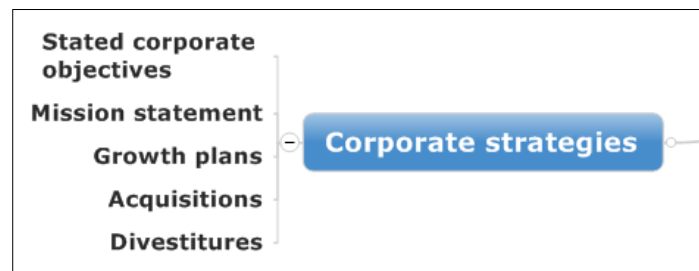 Stated corporate
objectives
Mission statement
Growth plans
Acquisitions
Divestitures
Corporate strategies